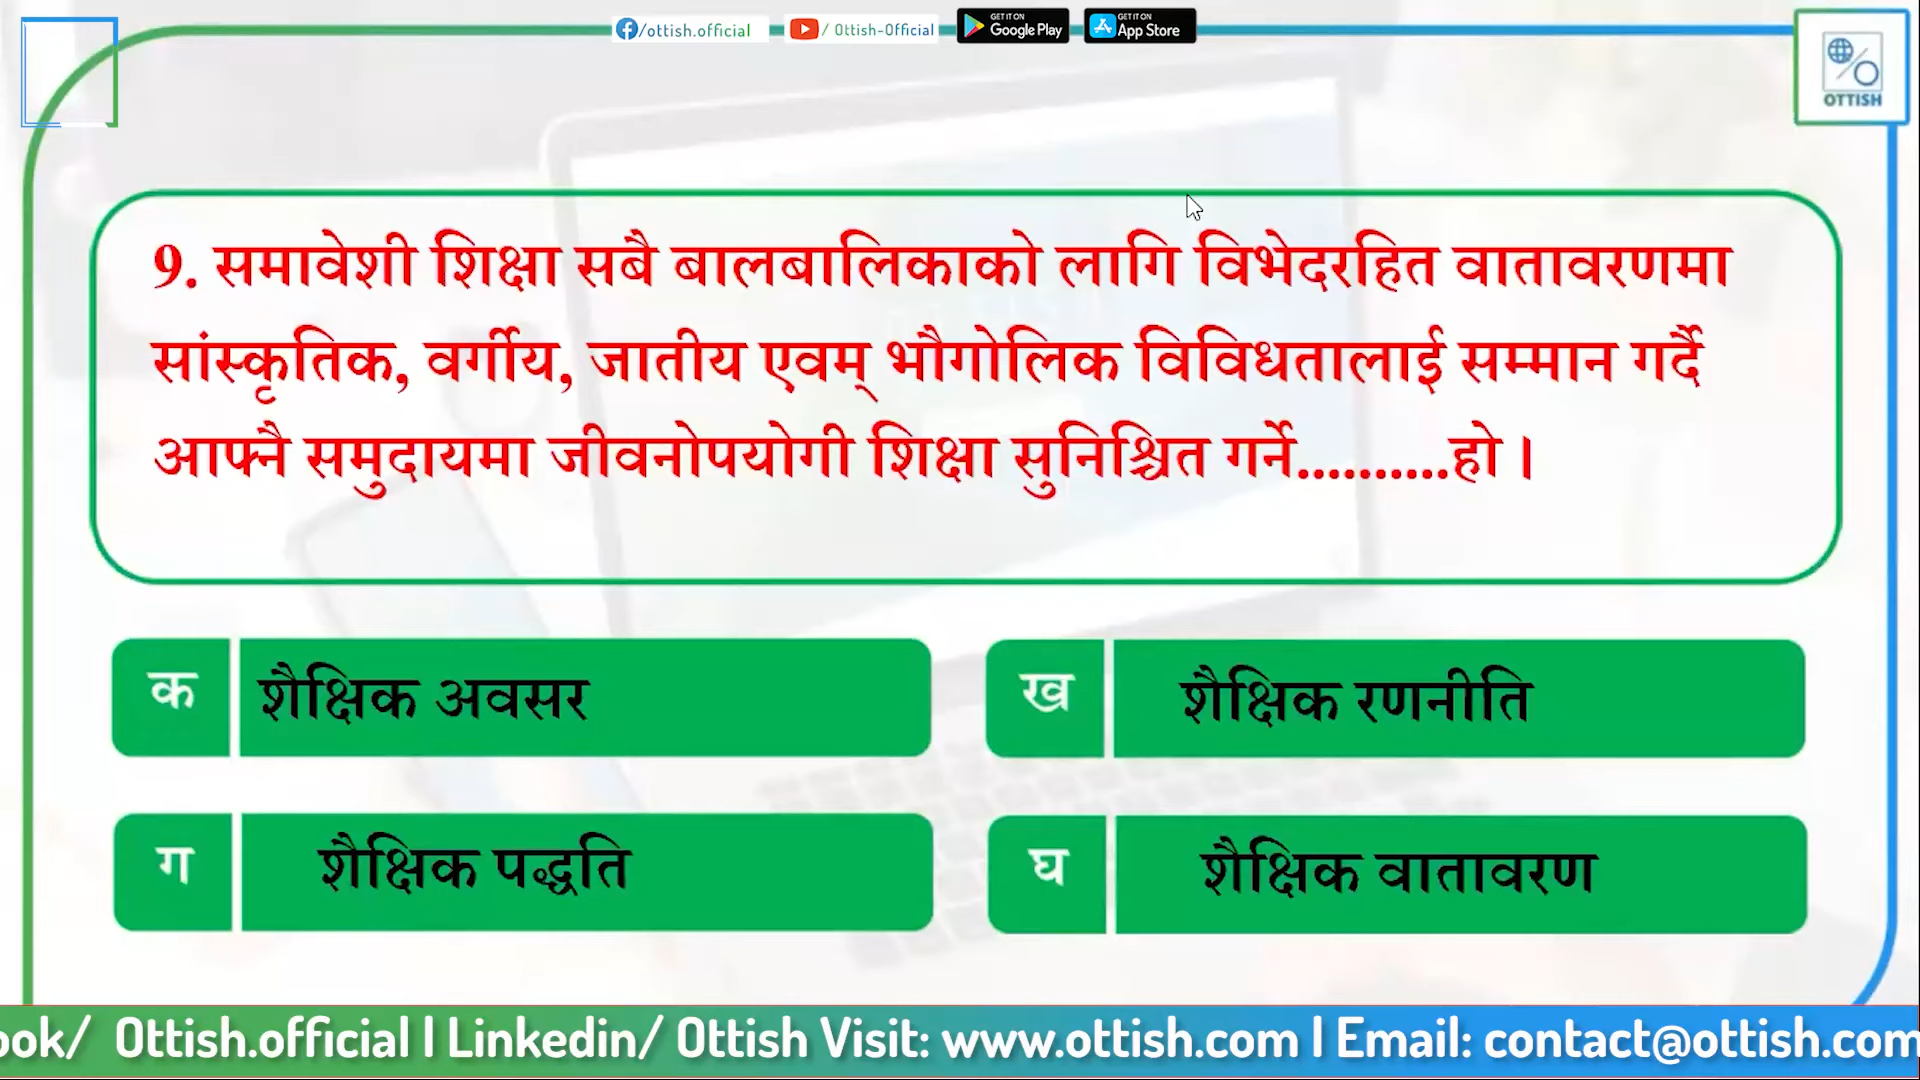 /ottish.official
/ Ottish-Official
GET IT ON
Google Play
GET IT ON
App Store
OTTISH
9. समावेशी शिक्षा सबै बालबालिकाको लागि विभेदरहित वातावरणमा
सांस्कृतिक, वर्गीय, जातीय एवम् भौगोलिक विविधतालाई सम्मान गर्दै
आफ्नै समुदायमा जीवनोपयोगी शिक्षा सुनिश्चित गर्ने..........हो ।
क शैक्षिक अवसर
ख शैक्षिक रणनीति
ग शैक्षिक पद्धति
घ शैक्षिक वातावरण
ook/ Ottish.official l Linkedin/ Ottish Visit: www.ottish.com l Email: contact@ottish.com